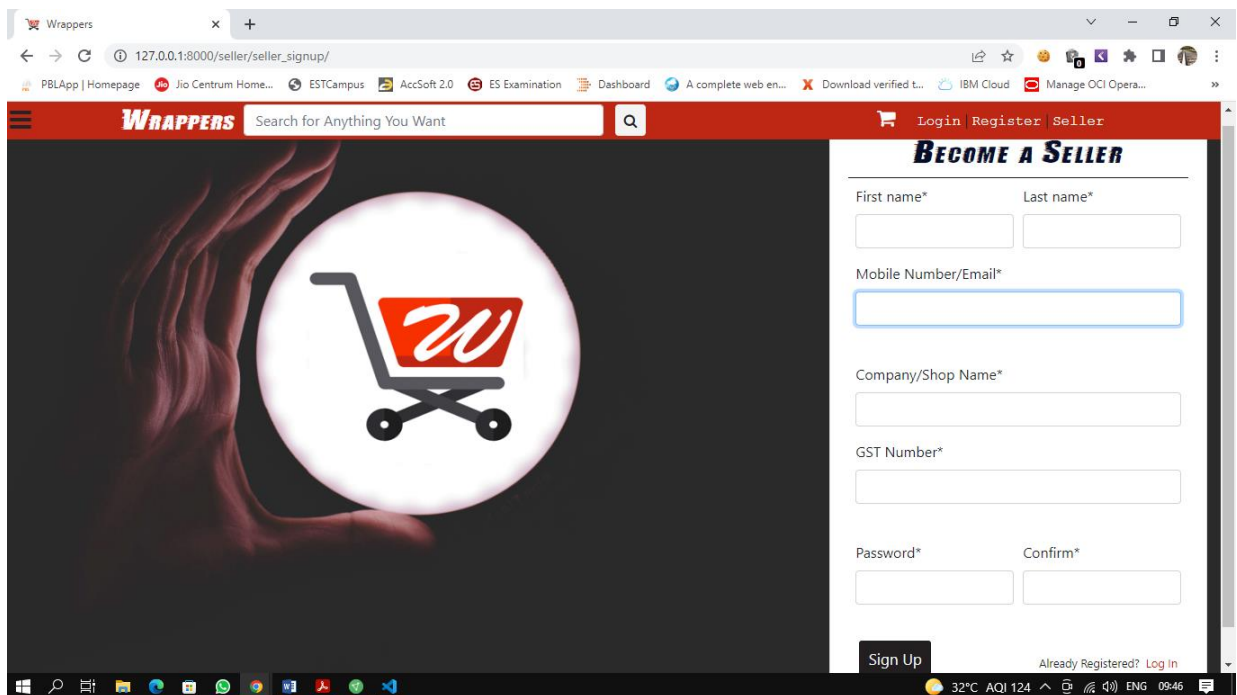 Wrappers
127.0.0.1:8000/seller/seller_signup/
PBLApp | Homepage Jio Jio Centrum Home... ESTCampus AccSoft 2.0 ES Examination Dashboard A complete web en... X Download verified t... IBM Cloud Manage OCI Opera... »
WRAPPERS Search for Anything You Want Login | Register | Seller
BECOME A SELLER
First name* Last name*
Mobile Number/Email*
W
Company/Shop Name*
GST Number*
Password* Confirm*
Sign Up Already Registered? Log In
32°C AQI 124 ENG 09:46